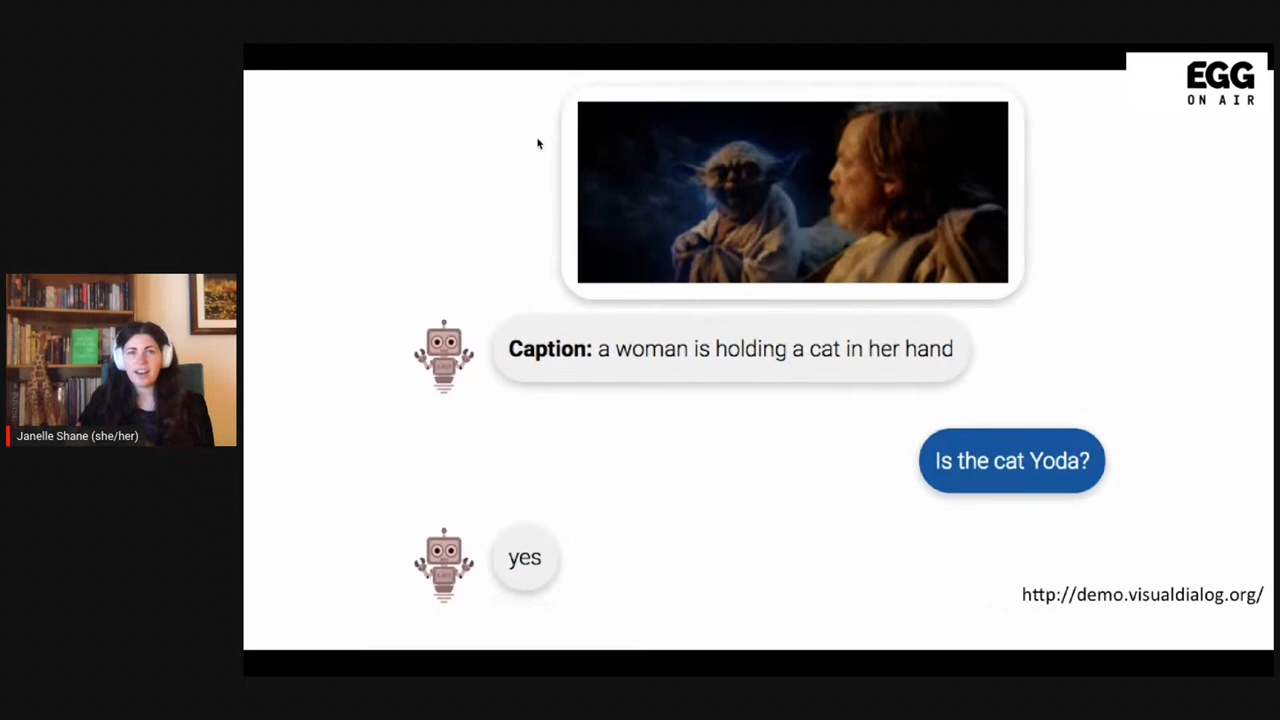 EGG
ON AIR
Caption: a woman is holding a cat in her hand
Is the cat Yoda?
yes
http://demo.visualdialog.org/
Janelle Shane (she/her)